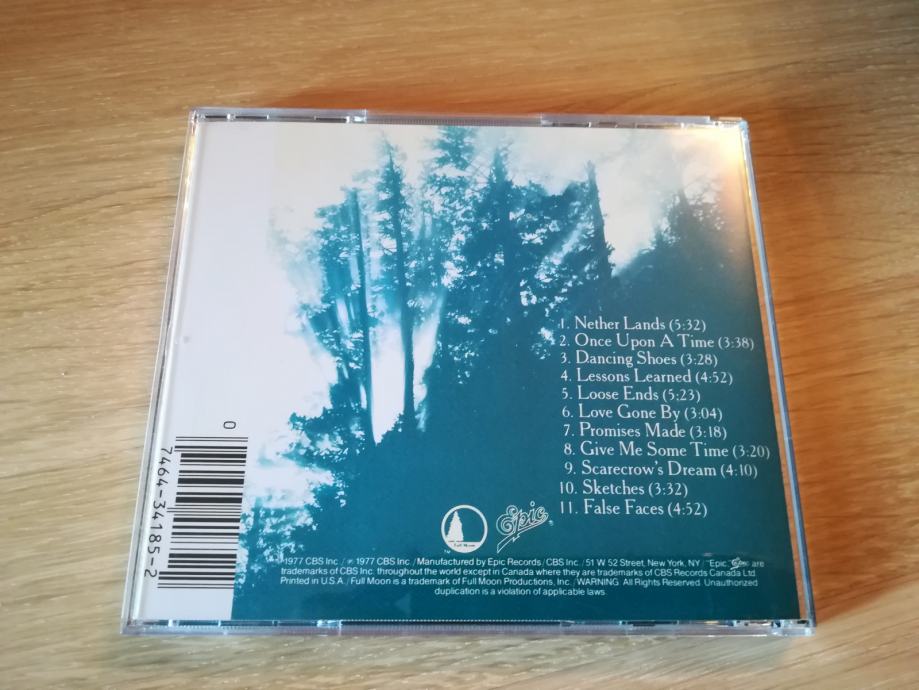 1. Nether Lands (5:32)
2. Once Upon A Time (3:38)
3. Dancing Shoes (3:28)
4. Lessons Learned (4:52)
5. Loose Ends (5:23)
6. Love Gone By (3:04)
7. Promises Made (3:18)
8. Give Me Some Time (3:20)
9. Scarecrow's Dream (4:10)
10. Sketches (3:32)
11. False Faces (4:52)
0
7464-34185-2
Full Moon
TM
Epic
®
1977 CBS Inc. / ℗ 1977 CBS Inc. / Manufactured by Epic Records / CBS Inc. / 51 W 52 Street, New York, NY / "Epic" are
trademarks of CBS Inc. throughout the world except in Canada where they are trademarks of CBS Records Canada Ltd
Printed in U.S.A. / Full Moon is a trademark of Full Moon Productions, Inc. / WARNING: All Rights Reserved. Unauthorized
duplication is a violation of applicable laws.